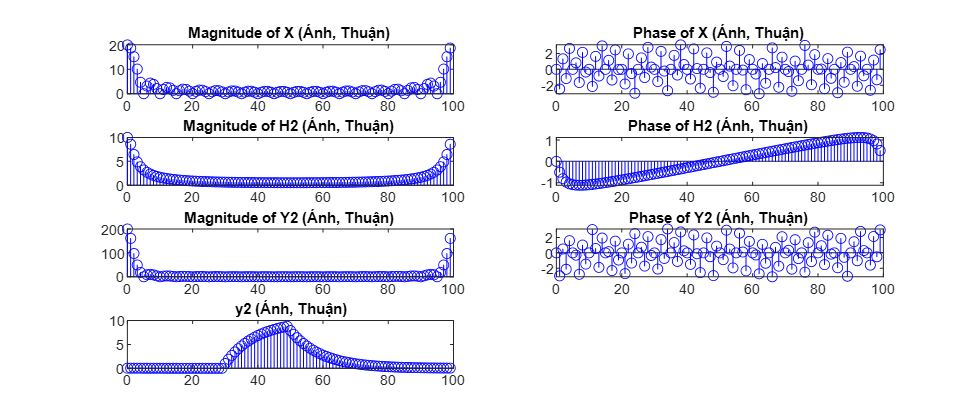 Magnitude of X (Ánh, Thuận)
20
10
0
0 20 40 60 80 100
Phase of X (Ánh, Thuận)
2
0
-2
0 20 40 60 80 100
Magnitude of H2 (Ánh, Thuận)
10
5
0
0 20 40 60 80 100
Phase of H2 (Ánh, Thuận)
1
0
-1
0 20 40 60 80 100
Magnitude of Y2 (Ánh, Thuận)
200
100
0
0 20 40 60 80 100
Phase of Y2 (Ánh, Thuận)
2
0
-2
0 20 40 60 80 100
y2 (Ánh, Thuận)
10
5
0
0 20 40 60 80 100